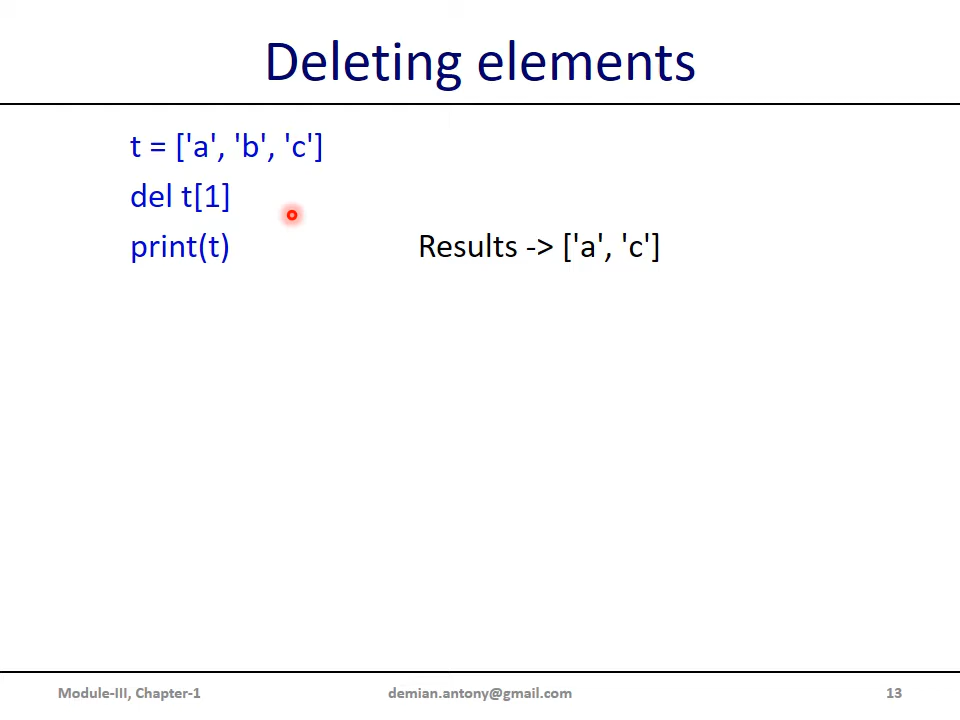 Deleting elements
t = ['a', 'b', 'c']
del t[1]
print(t) Results -> ['a', 'c']
Module-III, Chapter-1 demian.antony@gmail.com 13